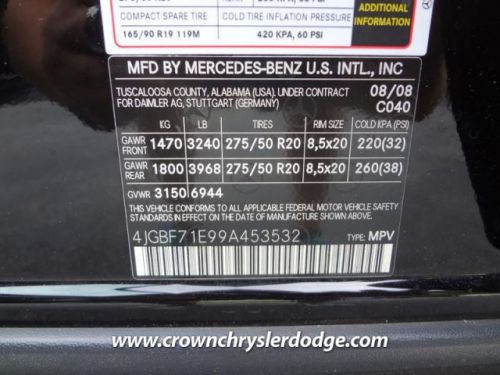 COMPACT SPARE TIRE COLD TIRE INFLATION PRESSURE
165/90 R19 119M 420 KPA, 60 PSI
ADDITIONAL
INFORMATION
MFD BY MERCEDES-BENZ U.S. INTL., INC
TUSCALOOSA COUNTY, ALABAMA (USA). UNDER CONTRACT 08/08
FOR DAIMLER AG, STUTTGART (GERMANY) C040
KG LB TIRES RIM SIZE COLD KPA (PSI)
GAWR FRONT 1470 3240 275/50 R20 8,5x20 220(32)
GAWR REAR 1800 3968 275/50 R20 8,5x20 260(38)
GVWR 3150 6944
THIS VEHICLE CONFORMS TO ALL APPLICABLE FEDERAL MOTOR VEHICLE
SAFETY STANDARDS IN EFFECT ON THE DATE OF MANUFACTURE SHOWN ABOVE.
4JGBF71E99A453532 TYPE: MPV
www.crownchryslerdodge.com